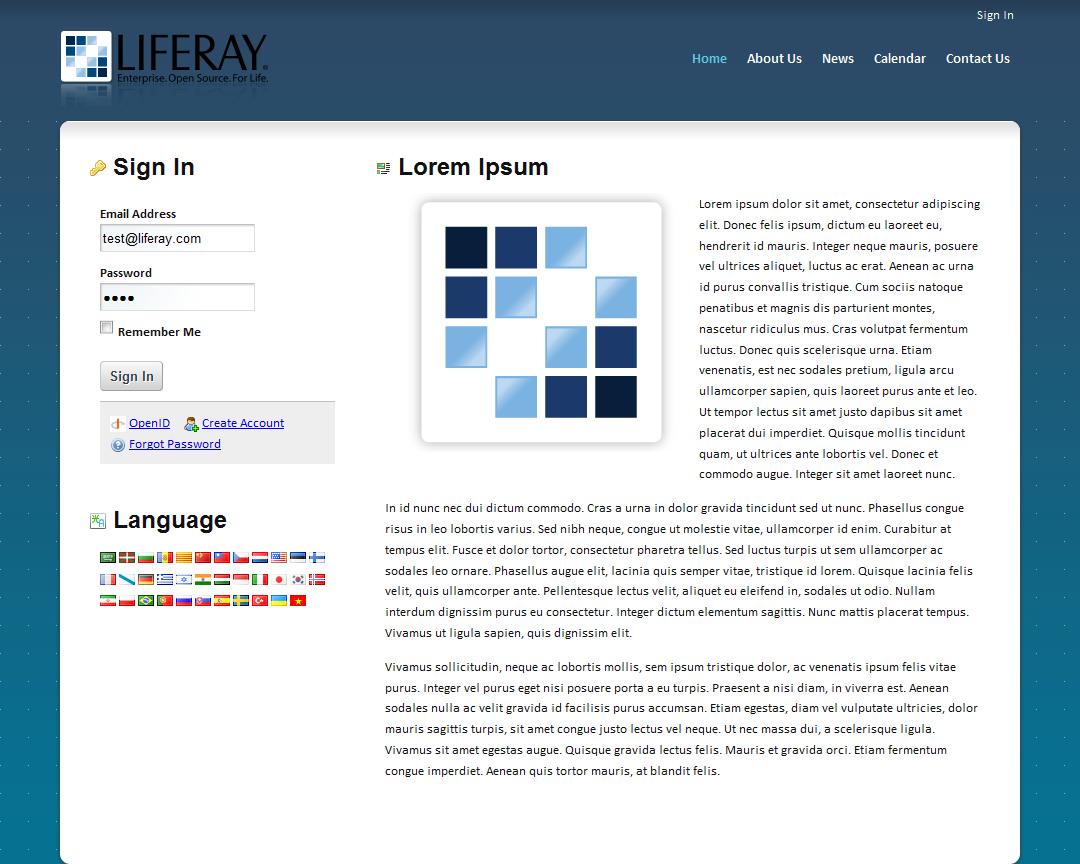 Sign In
LIFERAY.
Enterprise. Open Source. For Life.
Home About Us News Calendar Contact Us
Sign In
Email Address
test@liferay.com
Password
••••
Remember Me
Sign In
OpenID Create Account
Forgot Password
Language
Lorem Ipsum
Lorem ipsum dolor sit amet, consectetur adipiscing
elit. Donec felis ipsum, dictum eu laoreet eu,
hendrerit id mauris. Integer neque mauris, posuere
vel ultrices aliquet, luctus ac erat. Aenean ac urna
id purus convallis tristique. Cum sociis natoque
penatibus et magnis dis parturient montes,
nascetur ridiculus mus. Cras volutpat fermentum
luctus. Donec quis scelerisque urna. Etiam
venenatis, est nec sodales pretium, ligula arcu
ullamcorper sapien, quis laoreet purus ante et leo.
Ut tempor lectus sit amet justo dapibus sit amet
placerat dui imperdiet. Quisque mollis tincidunt
quam, ut ultrices ante lobortis vel. Donec et
commodo augue. Integer sit amet laoreet nunc.
In id nunc nec dui dictum commodo. Cras a urna in dolor gravida tincidunt sed ut nunc. Phasellus congue
risus in leo lobortis varius. Sed nibh neque, congue ut molestie vitae, ullamcorper id enim. Curabitur at
tempus elit. Fusce et dolor tortor, consectetur pharetra tellus. Sed luctus turpis ut sem ullamcorper ac
sodales leo ornare. Phasellus augue elit, lacinia quis semper vitae, tristique id lorem. Quisque lacinia felis
velit, quis ullamcorper ante. Pellentesque lectus velit, aliquet eu eleifend in, sodales ut odio. Nullam
interdum dignissim purus eu consectetur. Integer dictum elementum sagittis. Nunc mattis placerat tempus.
Vivamus ut ligula sapien, quis dignissim elit.
Vivamus sollicitudin, neque ac lobortis mollis, sem ipsum tristique dolor, ac venenatis ipsum felis vitae
purus. Integer vel purus eget nisi posuere porta a eu turpis. Praesent a nisi diam, in viverra est. Aenean
sodales nulla ac velit gravida id facilisis purus accumsan. Etiam egestas, diam vel vulputate ultricies, dolor
mauris sagittis turpis, sit amet congue justo lectus vel neque. Ut nec massa dui, a scelerisque ligula.
Vivamus sit amet egestas augue. Quisque gravida lectus felis. Mauris et gravida orci. Etiam fermentum
congue imperdiet. Aenean quis tortor mauris, at blandit felis.